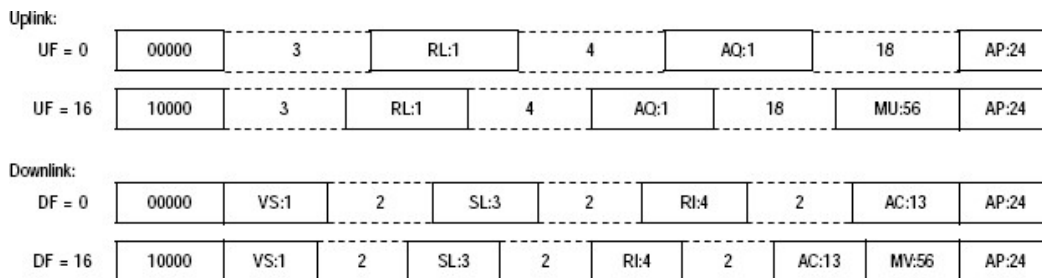 Uplink:
UF = 0 00000 3 RL:1 4 AQ:1 18 AP:24
UF = 16 10000 3 RL:1 4 AQ:1 18 MU:56 AP:24
Downlink:
DF = 0 00000 VS:1 2 SL:3 2 RI:4 2 AC:13 AP:24
DF = 16 10000 VS:1 2 SL:3 2 RI:4 2 AC:13 MV:56 AP:24